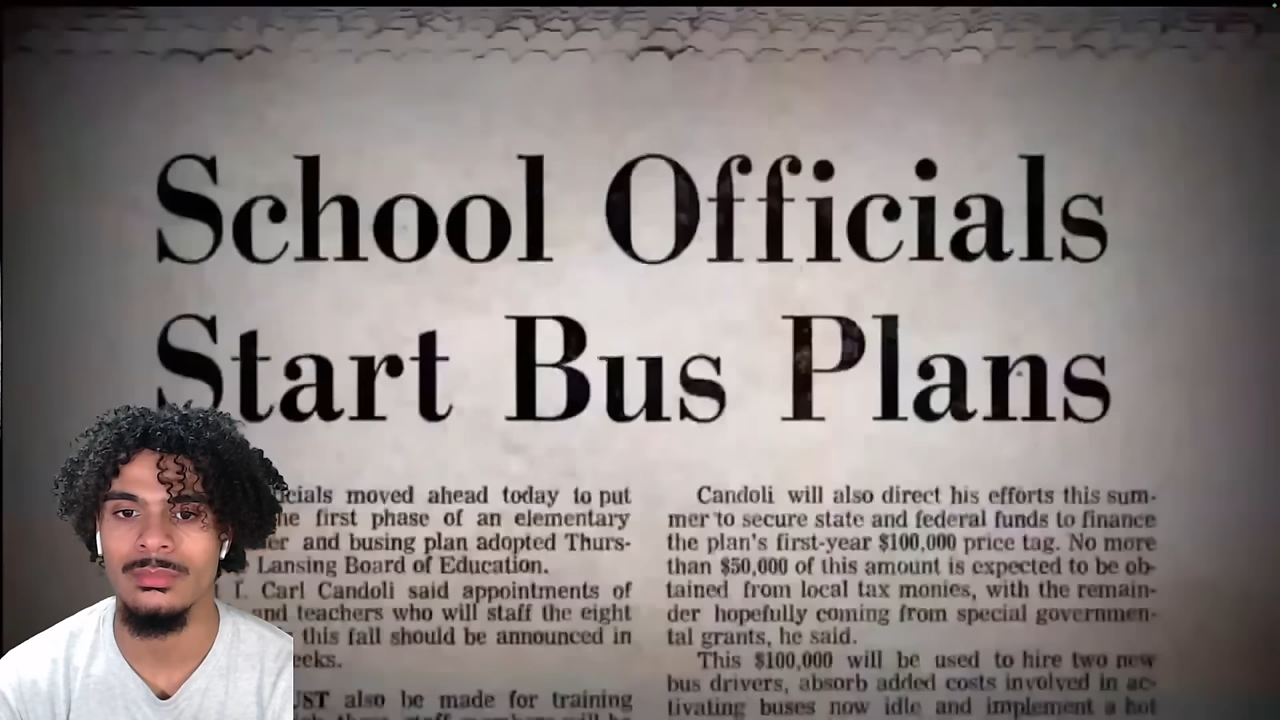 School Officials
Start Bus Plans
moved ahead today to put
first phase of an elementary
and busing plan adopted Thurs-
Lansing Board of Education.
I. Carl Candoli said appointments of
and teachers who will staff the eight
this fall should be announced in
also be made for training
Candoli will also direct his efforts this sum-
mer to secure state and federal funds to finance
the plan's first-year $100,000 price tag. No more
than $50,000 of this amount is expected to be ob-
tained from local tax monies, with the remain-
der hopefully coming from special governmen-
tal grants, he said.
This $100,000 will be used to hire two new
bus drivers, absorb added costs involved in ac-
tivating buses now idle and implement a hot